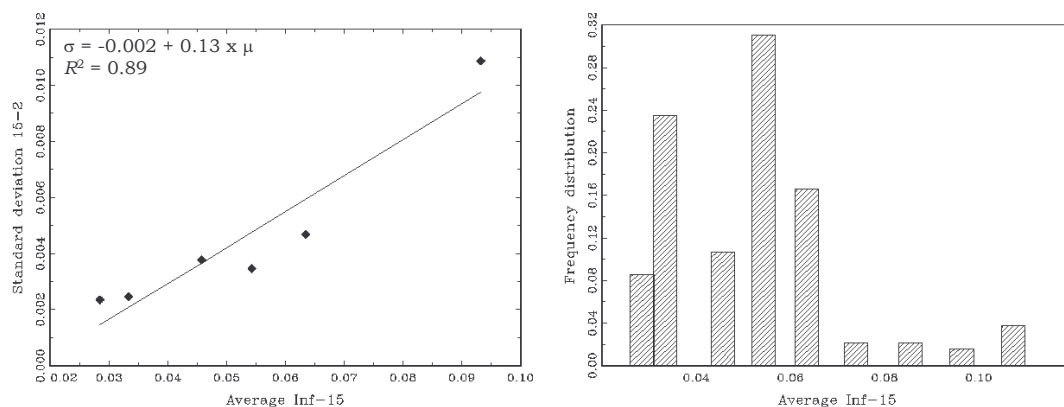 σ = -0.002 + 0.13 x μ
R² = 0.89
Standard deviation 15-2
0.012
0.010
0.008
0.006
0.004
0.002
0.000
0.02 0.03 0.04 0.05 0.06 0.07 0.08 0.09 0.10
Average Inf-15
Frequency distribution
0.32
0.28
0.24
0.20
0.16
0.12
0.08
0.04
0.00
0.04 0.06 0.08 0.10
Average Inf-15